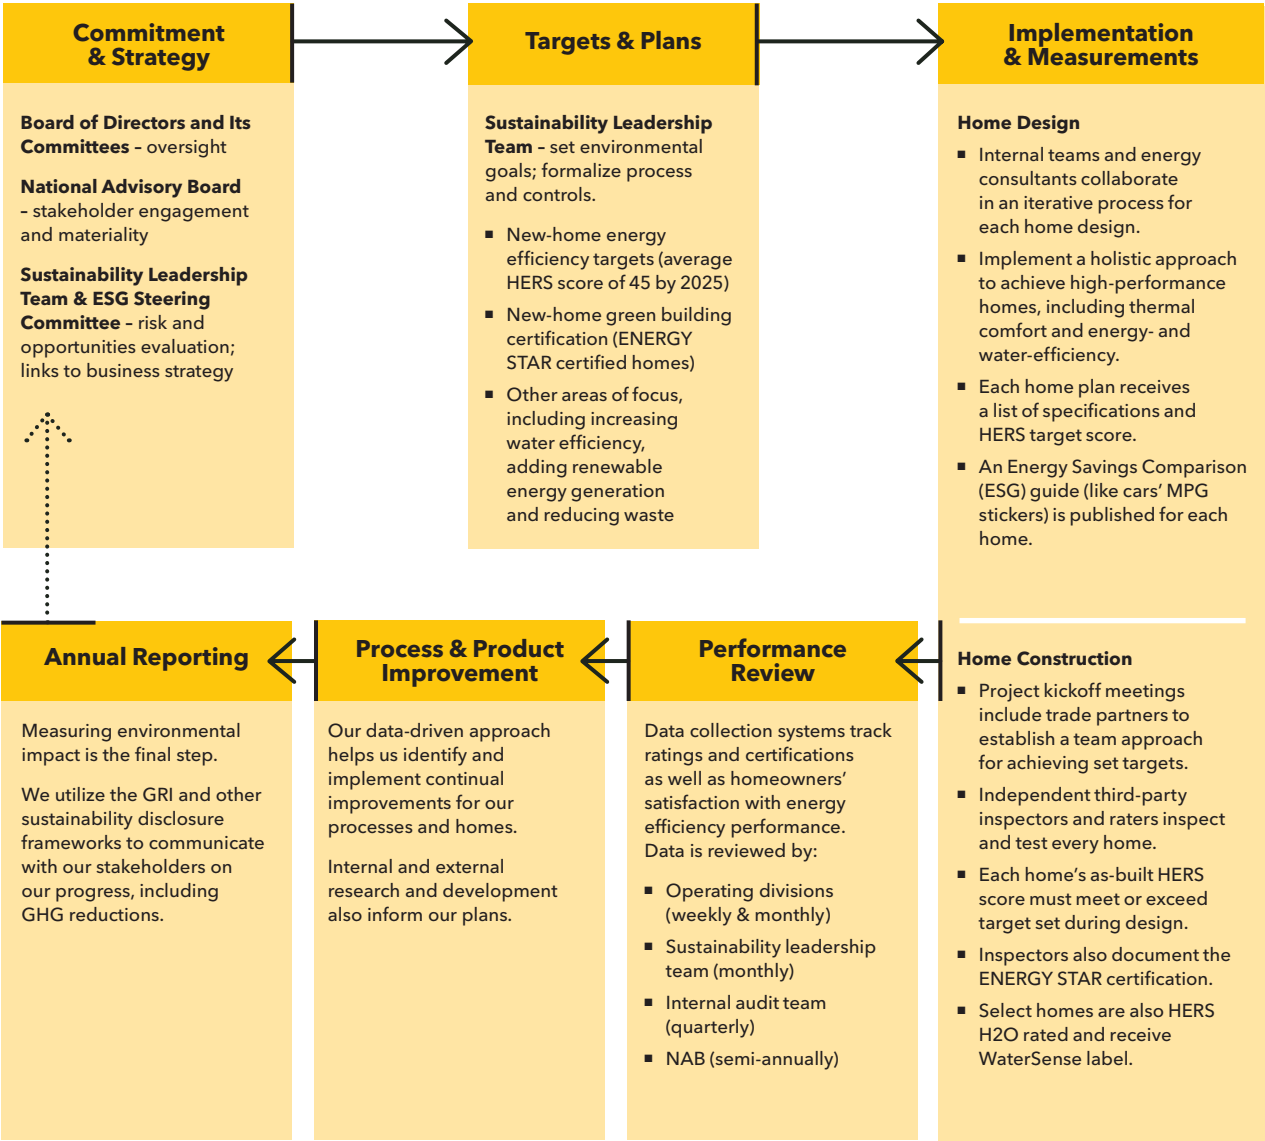 Commitment
& Strategy
Board of Directors and Its
Committees – oversight
National Advisory Board
– stakeholder engagement
and materiality
Sustainability Leadership
Team & ESG Steering
Committee – risk and
opportunities evaluation;
links to business strategy
Targets & Plans
Sustainability Leadership
Team – set environmental
goals; formalize process
and controls.
▪ New-home energy
efficiency targets (average
HERS score of 45 by 2025)
▪ New-home green building
certification (ENERGY
STAR certified homes)
▪ Other areas of focus,
including increasing
water efficiency,
adding renewable
energy generation
and reducing waste
Implementation
& Measurements
Home Design
▪ Internal teams and energy
consultants collaborate
in an iterative process for
each home design.
▪ Implement a holistic approach
to achieve high-performance
homes, including thermal
comfort and energy- and
water-efficiency.
▪ Each home plan receives
a list of specifications and
HERS target score.
▪ An Energy Savings Comparison
(ESG) guide (like cars’ MPG
stickers) is published for each
home.
Home Construction
▪ Project kickoff meetings
include trade partners to
establish a team approach
for achieving set targets.
▪ Independent third-party
inspectors and raters inspect
and test every home.
▪ Each home’s as-built HERS
score must meet or exceed
target set during design.
▪ Inspectors also document the
ENERGY STAR certification.
▪ Select homes are also HERS
H2O rated and receive
WaterSense label.
Performance
Review
Data collection systems track
ratings and certifications
as well as homeowners’
satisfaction with energy
efficiency performance.
Data is reviewed by:
▪ Operating divisions
(weekly & monthly)
▪ Sustainability leadership
team (monthly)
▪ Internal audit team
(quarterly)
▪ NAB (semi-annually)
Process & Product
Improvement
Our data-driven approach
helps us identify and
implement continual
improvements for our
processes and homes.
Internal and external
research and development
also inform our plans.
Annual Reporting
Measuring environmental
impact is the final step.
We utilize the GRI and other
sustainability disclosure
frameworks to communicate
with our stakeholders on
our progress, including
GHG reductions.